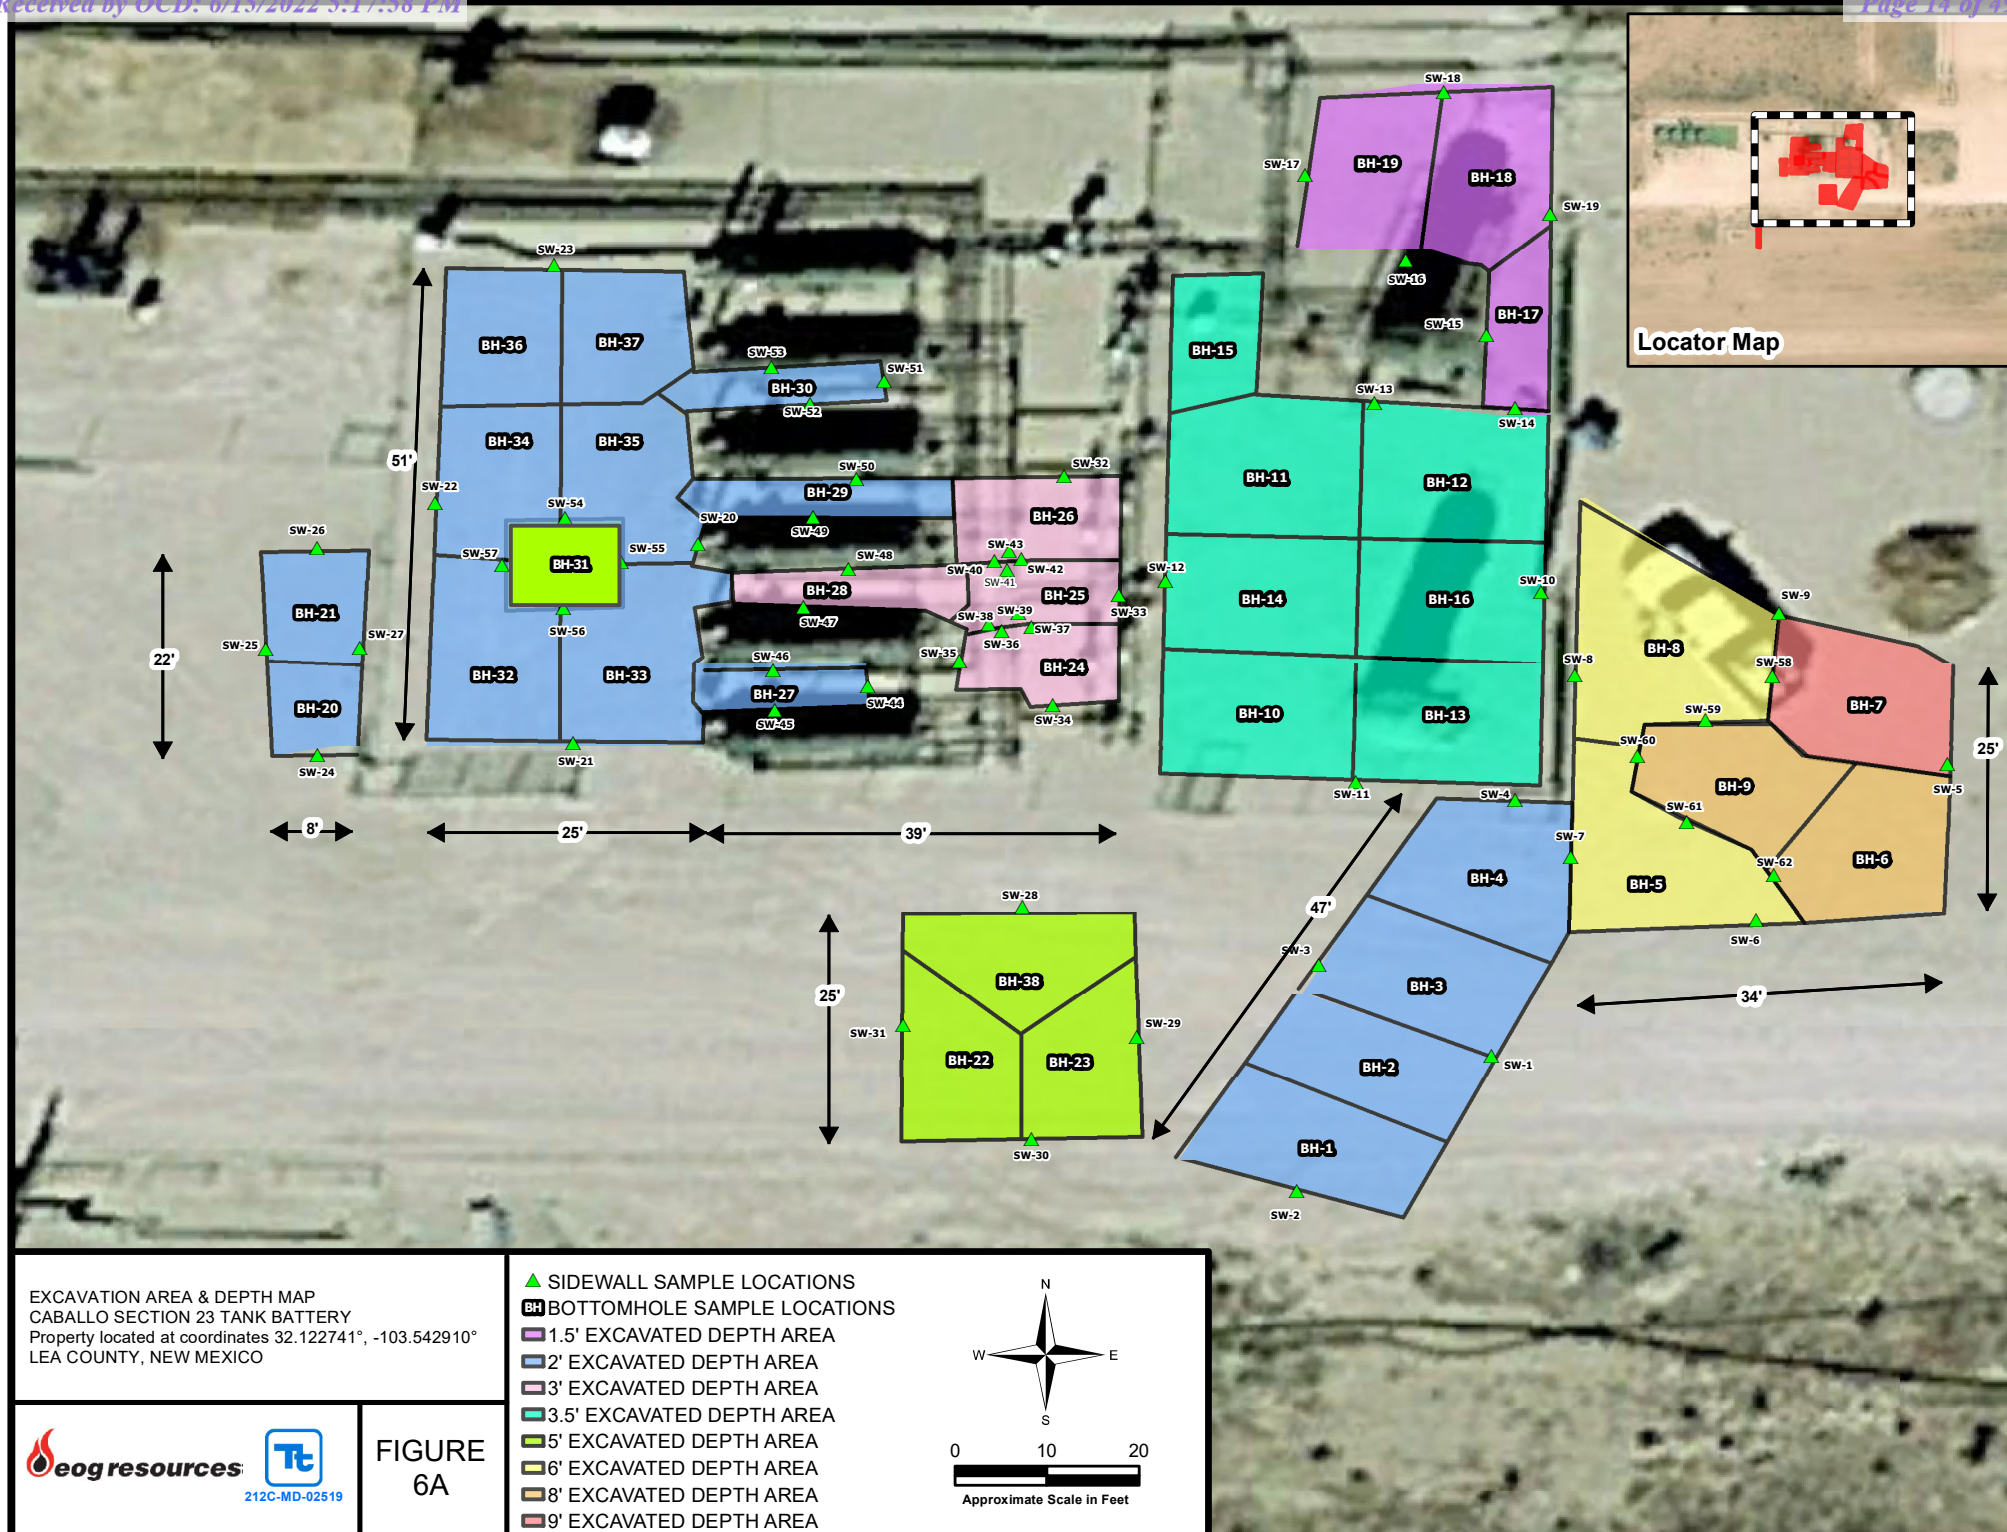 Received by OCD: 6/15/2022 5:17:58 PM
Page 14 of
SW-18
BH-19
BH-18
SW-17
SW-19
SW-16
SW-15
BH-17
SW-14
SW-13
Locator Map
SW-23
BH-36
BH-37
SW-53
SW-51
BH-30
SW-52
BH-15
51'
BH-34
BH-35
SW-22
SW-50
SW-32
BH-29
SW-54
SW-20
SW-49
BH-26
BH-11
BH-12
SW-26
SW-57
BH-31
SW-55
SW-48
SW-43
SW-40
SW-42
SW-41
SW-12
SW-10
BH-28
BH-25
BH-14
BH-16
SW-9
BH-21
SW-56
SW-47
SW-38
SW-39
SW-33
SW-36
SW-37
22'
SW-25
SW-27
SW-35
BH-8
SW-8
SW-58
BH-32
BH-33
SW-46
BH-24
BH-27
SW-44
SW-45
SW-34
BH-20
BH-10
BH-13
SW-59
BH-7
SW-60
25'
SW-24
SW-21
SW-11
SW-4
BH-9
SW-5
SW-61
8'
25'
39'
SW-7
SW-62
BH-6
BH-4
BH-5
SW-28
47'
SW-6
SW-3
BH-38
BH-3
34'
25'
SW-31
SW-29
BH-22
BH-23
BH-2
SW-1
SW-30
BH-1
SW-2
EXCAVATION AREA & DEPTH MAP
CABALLO SECTION 23 TANK BATTERY
Property located at coordinates 32.122741°, -103.542910°
LEA COUNTY, NEW MEXICO
eog resources
Tt
212C-MD-02519
FIGURE
6A
SIDEWALL SAMPLE LOCATIONS
BH BOTTOMHOLE SAMPLE LOCATIONS
1.5' EXCAVATED DEPTH AREA
2' EXCAVATED DEPTH AREA
3' EXCAVATED DEPTH AREA
3.5' EXCAVATED DEPTH AREA
5' EXCAVATED DEPTH AREA
6' EXCAVATED DEPTH AREA
8' EXCAVATED DEPTH AREA
9' EXCAVATED DEPTH AREA
N
W E
S
0 10 20
Approximate Scale in Feet